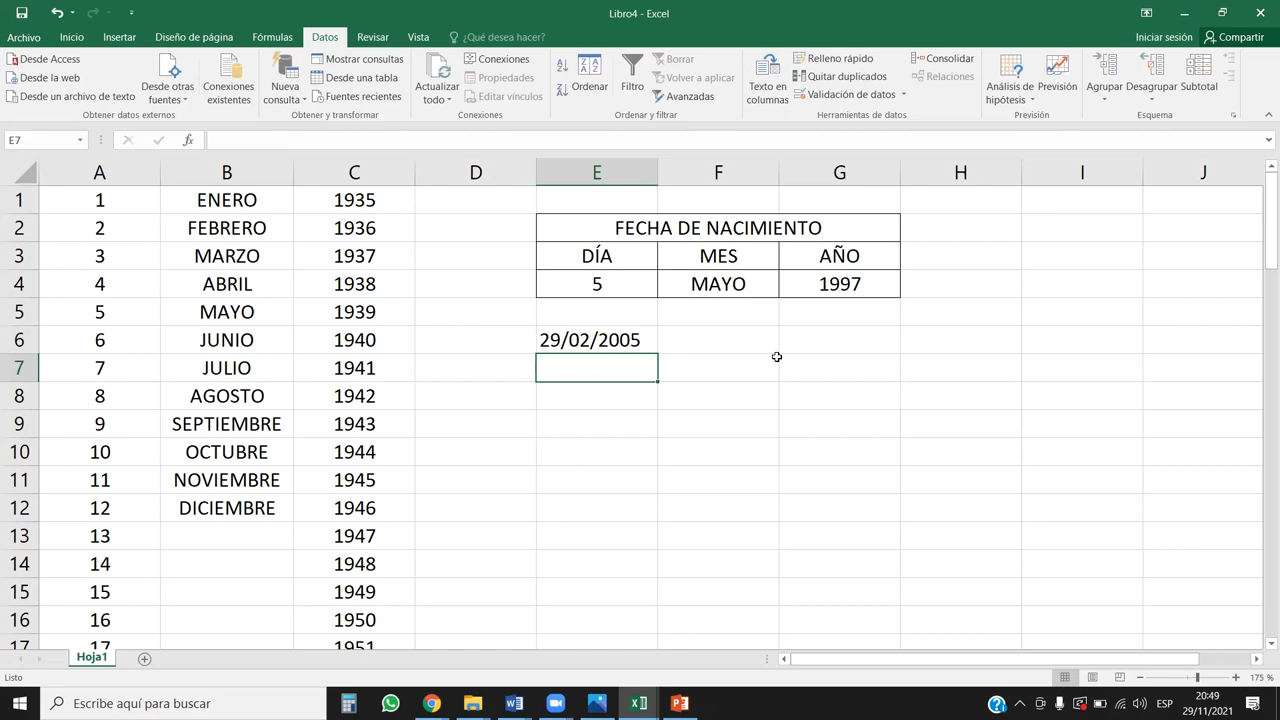 Libro4 - Excel
Archivo Inicio Insertar Diseño de página Fórmulas Datos Revisar Vista ¿Qué desea hacer? Iniciar sesión Compartir
Desde Access
Desde la web
Desde un archivo de texto
Desde otras
fuentes
Conexiones
existentes
Obtener datos externos
Nueva
consulta
Mostrar consultas
Desde una tabla
Fuentes recientes
Obtener y transformar
Actualizar
todo
Conexiones
Propiedades
Editar vínculos
Conexiones
Ordenar
Filtro
Borrar
Volver a aplicar
Avanzadas
Ordenar y filtrar
Texto en
columnas
Relleno rápido
Quitar duplicados
Validación de datos
Consolidar
Relaciones
Herramientas de datos
Análisis de
hipótesis
Previsión
Previsión
Agrupar Desagrupar Subtotal
Esquema
E7 fx
A B C D E F G H I J
1 1 ENERO 1935
2 2 FEBRERO 1936 FECHA DE NACIMIENTO
3 3 MARZO 1937 DÍA MES AÑO
4 4 ABRIL 1938 5 MAYO 1997
5 5 MAYO 1939
6 6 JUNIO 1940 29/02/2005
7 7 JULIO 1941
8 8 AGOSTO 1942
9 9 SEPTIEMBRE 1943
10 10 OCTUBRE 1944
11 11 NOVIEMBRE 1945
12 12 DICIEMBRE 1946
13 13 1947
14 14 1948
15 15 1949
16 16 1950
17 17 1951
Hoja1
Listo 175 %
Escribe aquí para buscar ESP 20:49
29/11/2021